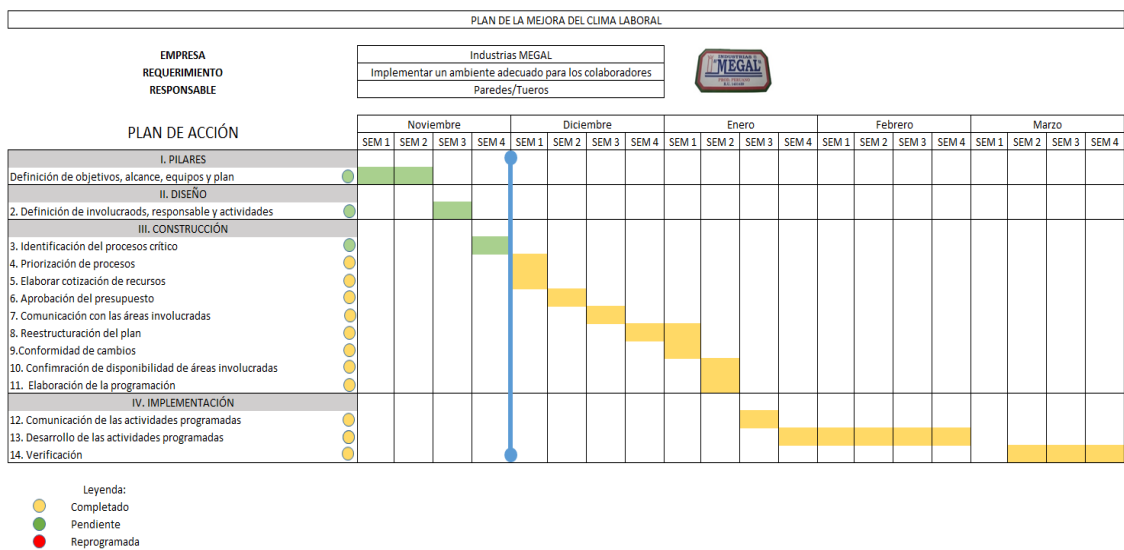 PLAN DE LA MEJORA DEL CLIMA LABORAL
EMPRESA Industrias MEGAL
REQUERIMIENTO Implementar un ambiente adecuado para los colaboradores
RESPONSABLE Paredes/Tueros
INDUSTRIAS
MEGAL
PLAN DE ACCIÓN
Noviembre Diciembre Enero Febrero Marzo
SEM 1 SEM 2 SEM 3 SEM 4 SEM 1 SEM 2 SEM 3 SEM 4 SEM 1 SEM 2 SEM 3 SEM 4 SEM 1 SEM 2 SEM 3 SEM 4 SEM 1 SEM 2 SEM 3 SEM 4
I. PILARES
Definición de objetivos, alcance, equipos y plan
II. DISEÑO
2. Definición de involucraods, responsable y actividades
III. CONSTRUCCIÓN
3. Identificación del procesos crítico
4. Priorización de procesos
5. Elaborar cotización de recursos
6. Aprobación del presupuesto
7. Comunicación con las áreas involucradas
8. Reestructuración del plan
9.Conformidad de cambios
10. Confimración de disponibilidad de áreas involucradas
11. Elaboración de la programación
IV. IMPLEMENTACIÓN
12. Comunicación de las actividades programadas
13. Desarrollo de las actividades programadas
14. Verificación
Leyenda:
Completado
Pendiente
Reprogramada